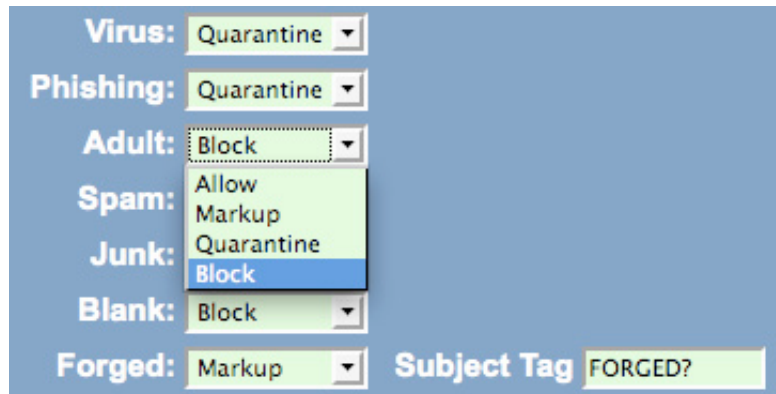 Virus: Quarantine
Phishing: Quarantine
Adult: Block
Allow
Spam:
Markup
Quarantine
Junk:
Block
Blank: Block
Forged: Markup Subject Tag FORGED?